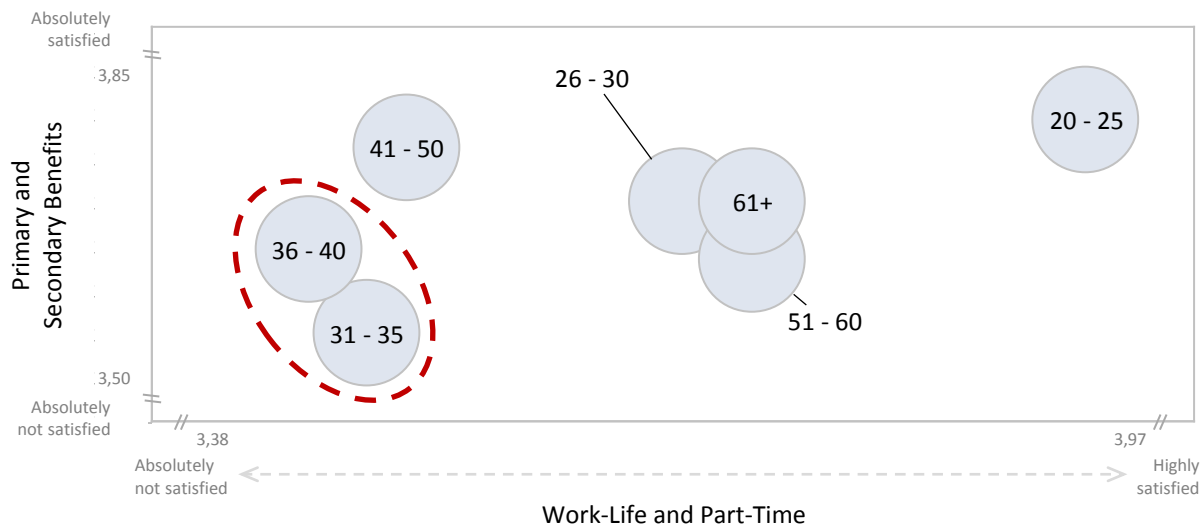 Absolutely
satisfied
3,85
Primary and
Secondary Benefits
3,50
Absolutely
not satisfied
26 - 30
20 - 25
41 - 50
61+
36 - 40
51 - 60
31 - 35
3,38
3,97
Absolutely
not satisfied
Highly
satisfied
Work-Life and Part-Time